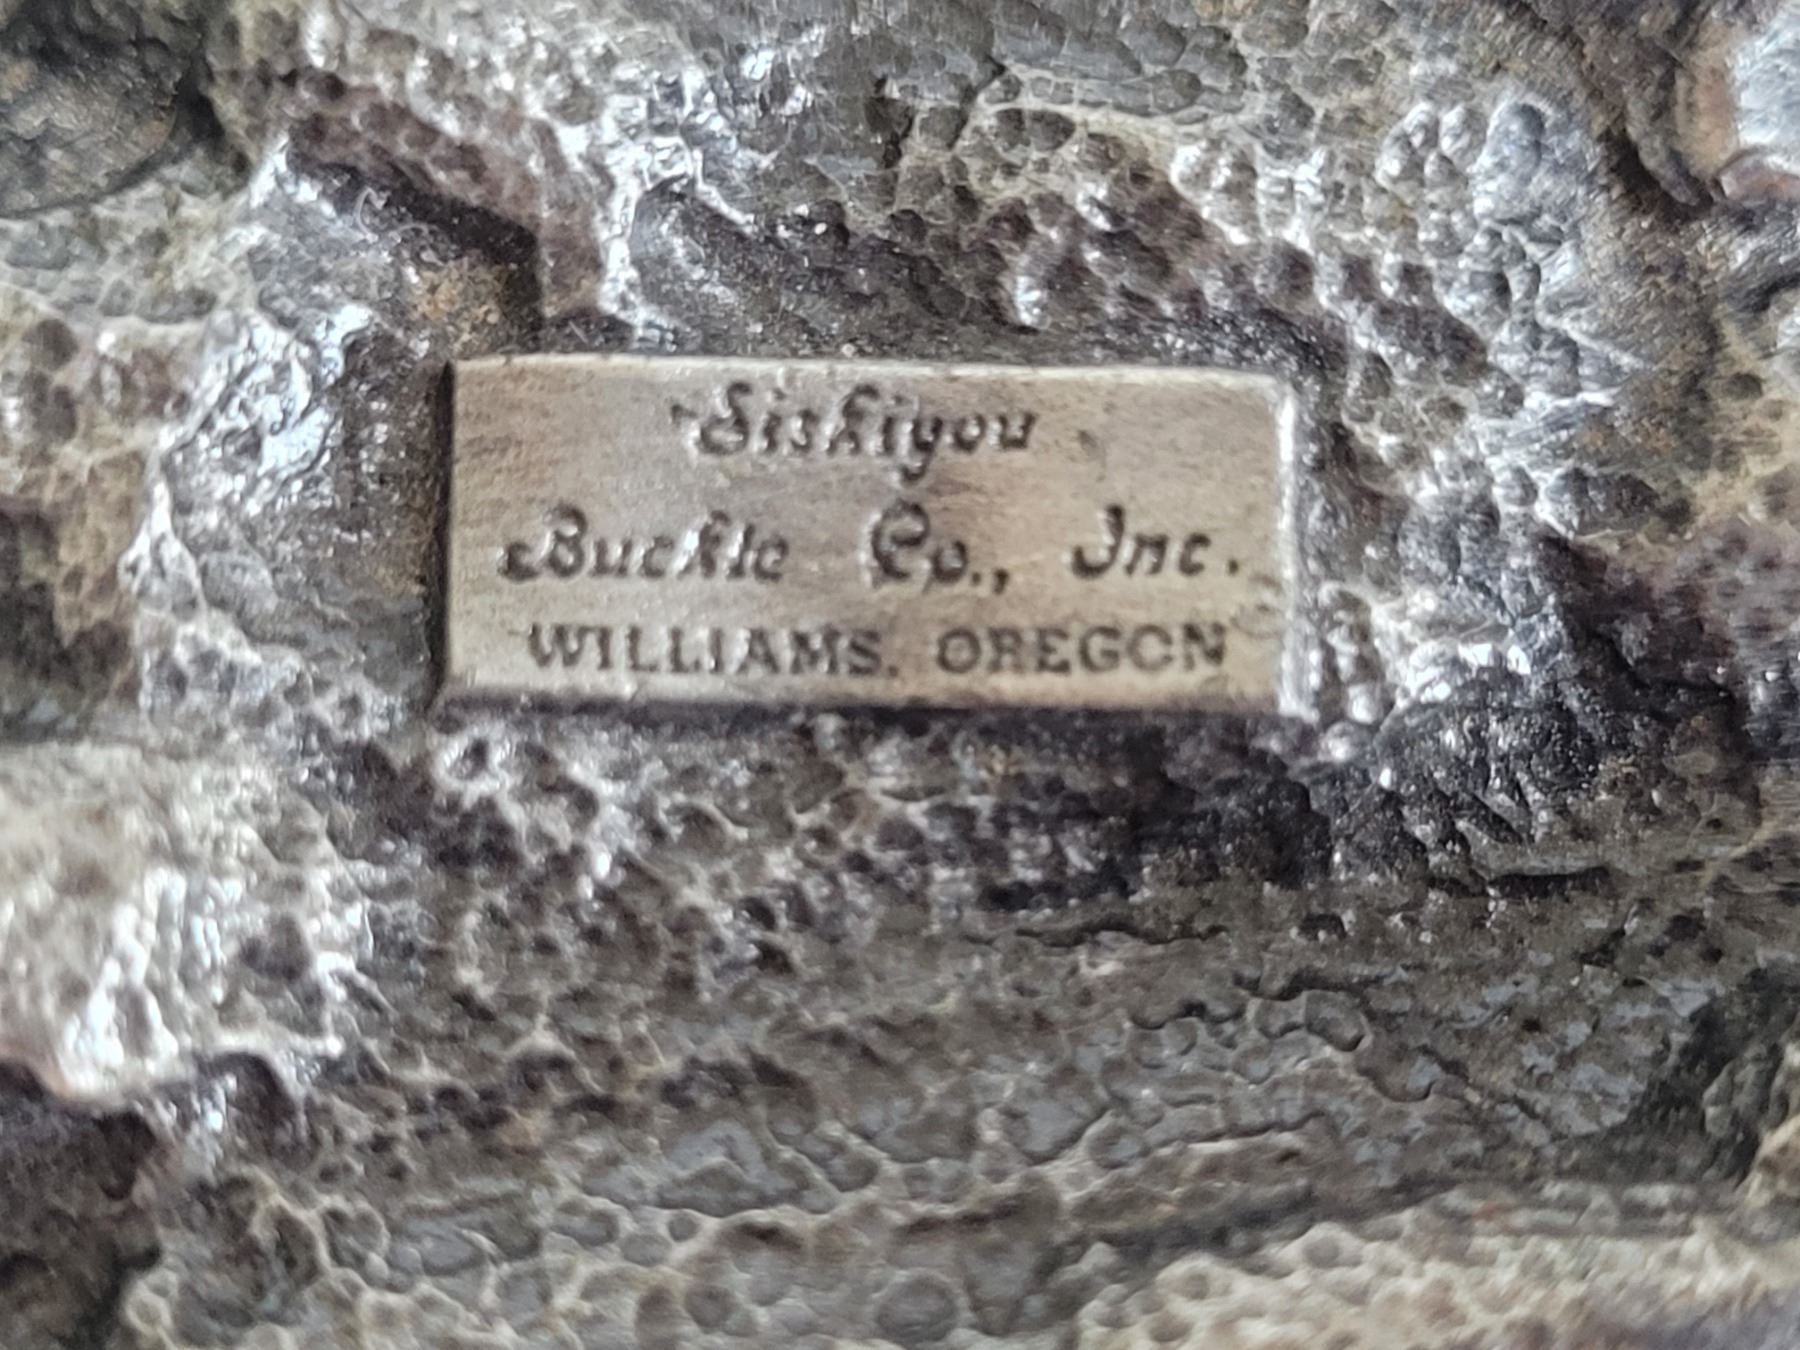 Siskiyou
Buckle Co., Inc.
WILLIAMS, OREGON